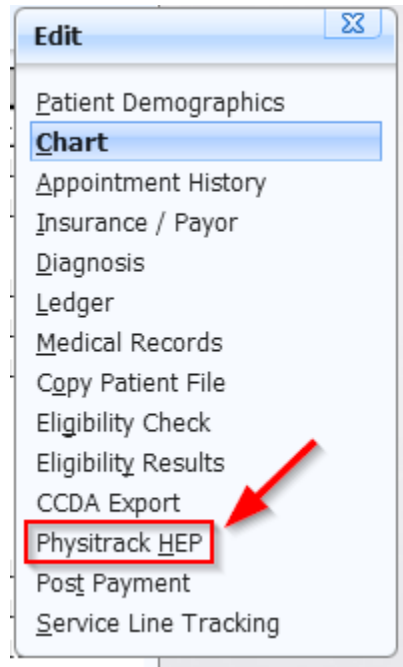 Edit
Patient Demographics
Chart
Appointment History
Insurance / Payor
Diagnosis
Ledger
Medical Records
Copy Patient File
Eligibility Check
Eligibility Results
CCDA Export
Physitrack HEP
Post Payment
Service Line Tracking